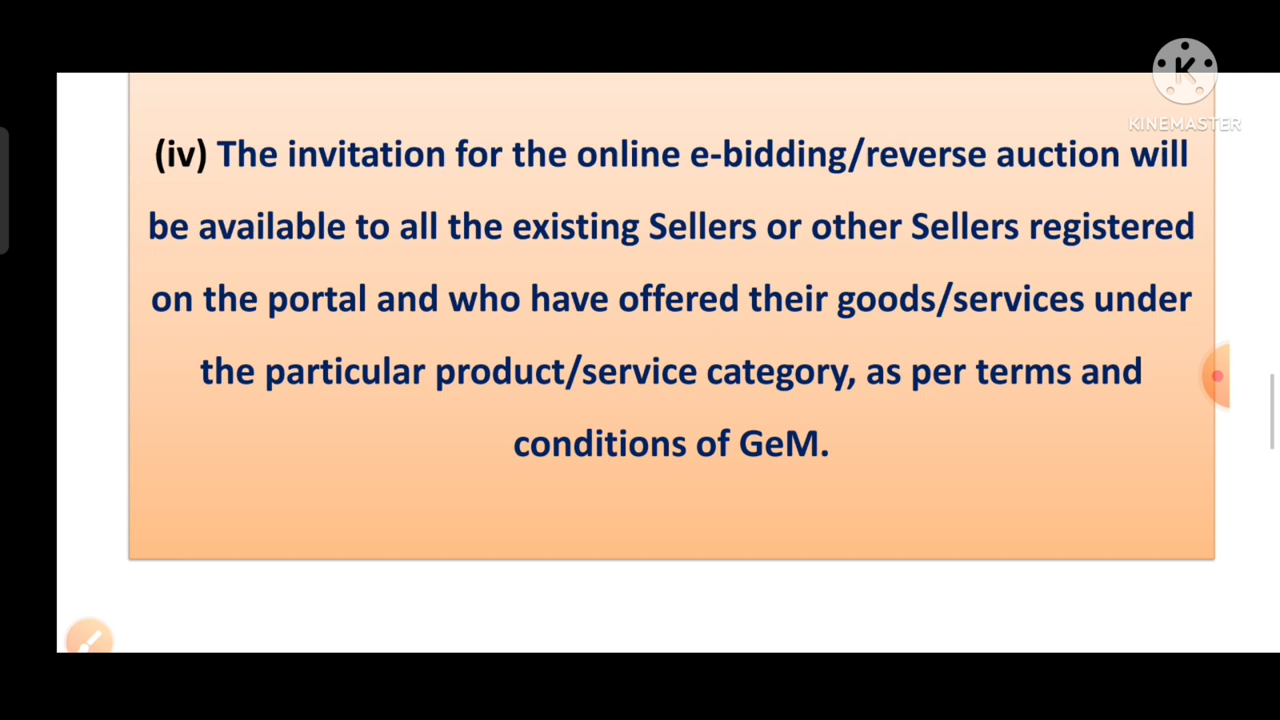 K
KINEMASTER
(iv) The invitation for the online e-bidding/reverse auction will
be available to all the existing Sellers or other Sellers registered
on the portal and who have offered their goods/services under
the particular product/service category, as per terms and
conditions of GeM.